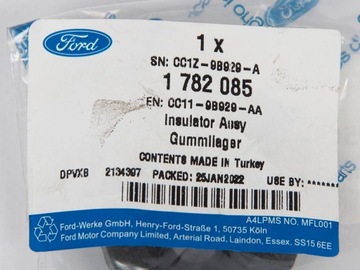 Ford
1 x
SN: CC1Z-9B929-A
1 782 085
EN: CC11-9B929-AA
Insulator Assy
Gummilager
CONTENTS MADE IN Turkey
DPVXB 2134397 PACKED: 25JAN2022 USE BY: *******
A4LPMS NO. MFL001
Ford-Werke GmbH, Henry-Ford-Straße 1, 50735 Köln
Ford Motor Company Limited, Arterial Road, Laindon, Essex. SS15 6EE